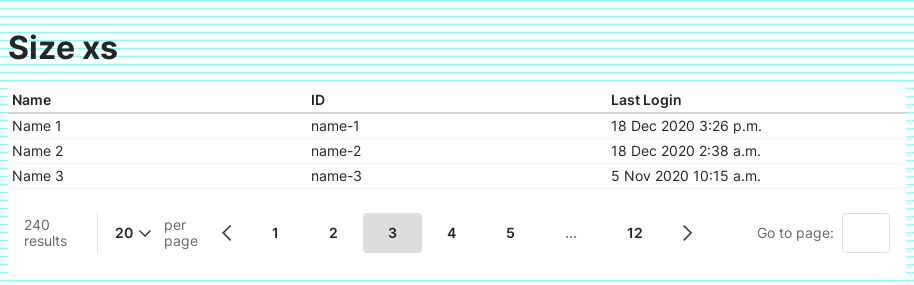 Size xs
Name ID Last Login
Name 1 name-1 18 Dec 2020 3:26 p.m.
Name 2 name-2 18 Dec 2020 2:38 a.m.
Name 3 name-3 5 Nov 2020 10:15 a.m.
240 results 20 per page 1 2 3 4 5 ... 12 Go to page: